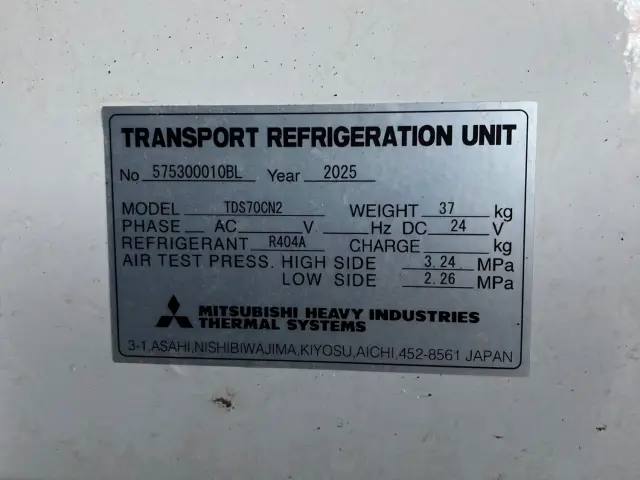 TRANSPORT REFRIGERATION UNIT
No 575300010BL Year 2025
MODEL TDS70CN2 WEIGHT 37 kg
PHASE AC V Hz DC 24 V
REFRIGERANT R404A CHARGE kg
AIR TEST PRESS. HIGH SIDE 3.24 MPa
LOW SIDE 2.26 MPa
MITSUBISHI HEAVY INDUSTRIES
THERMAL SYSTEMS
3-1,ASAHI,NISHIBIWAJIMA,KIYOSU,AICHI,452-8561 JAPAN